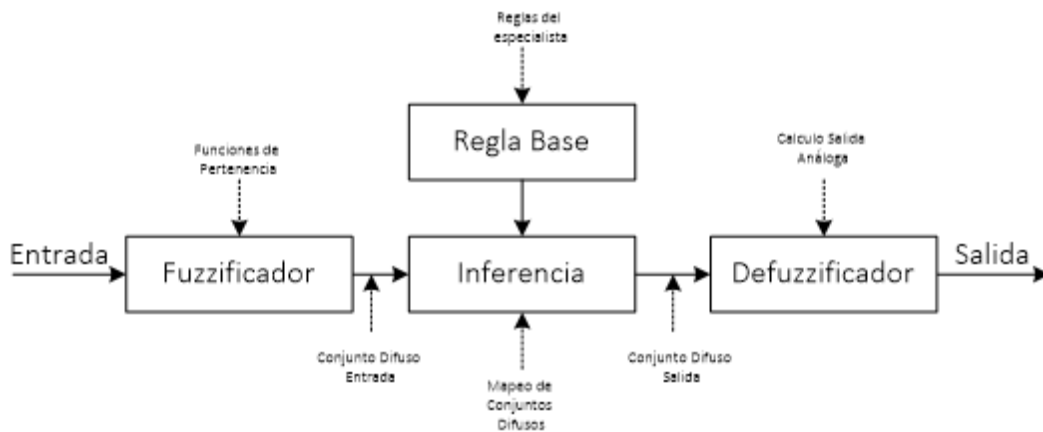 Reglas del
especialista
Regla Base
Funciones de
Pertenencia
Calculo Salida
Análoga
Entrada
Fuzzificador
Inferencia
Defuzzificador
Salida
Conjunto Difuso
Entrada
Mapeo de
Conjuntos
Difusos
Conjunto Difuso
Salida